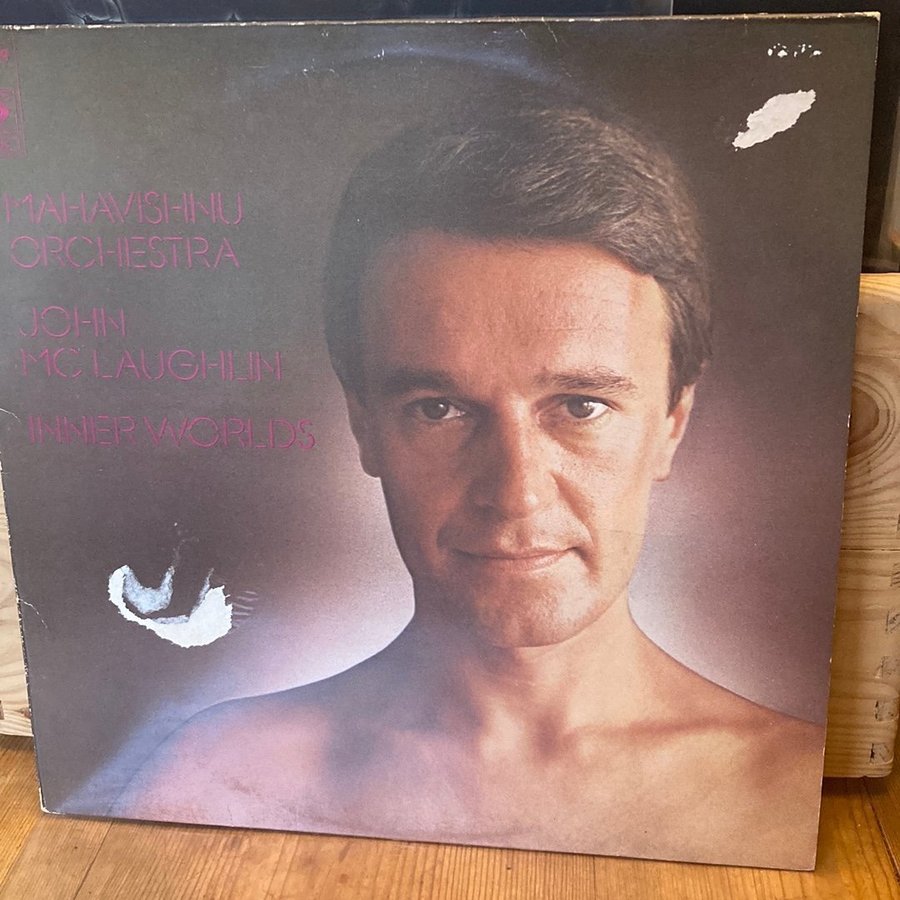 MAHAVISHNU
ORCHESTRA
JOHN
MC LAUGHLIN
INNER WORLDS